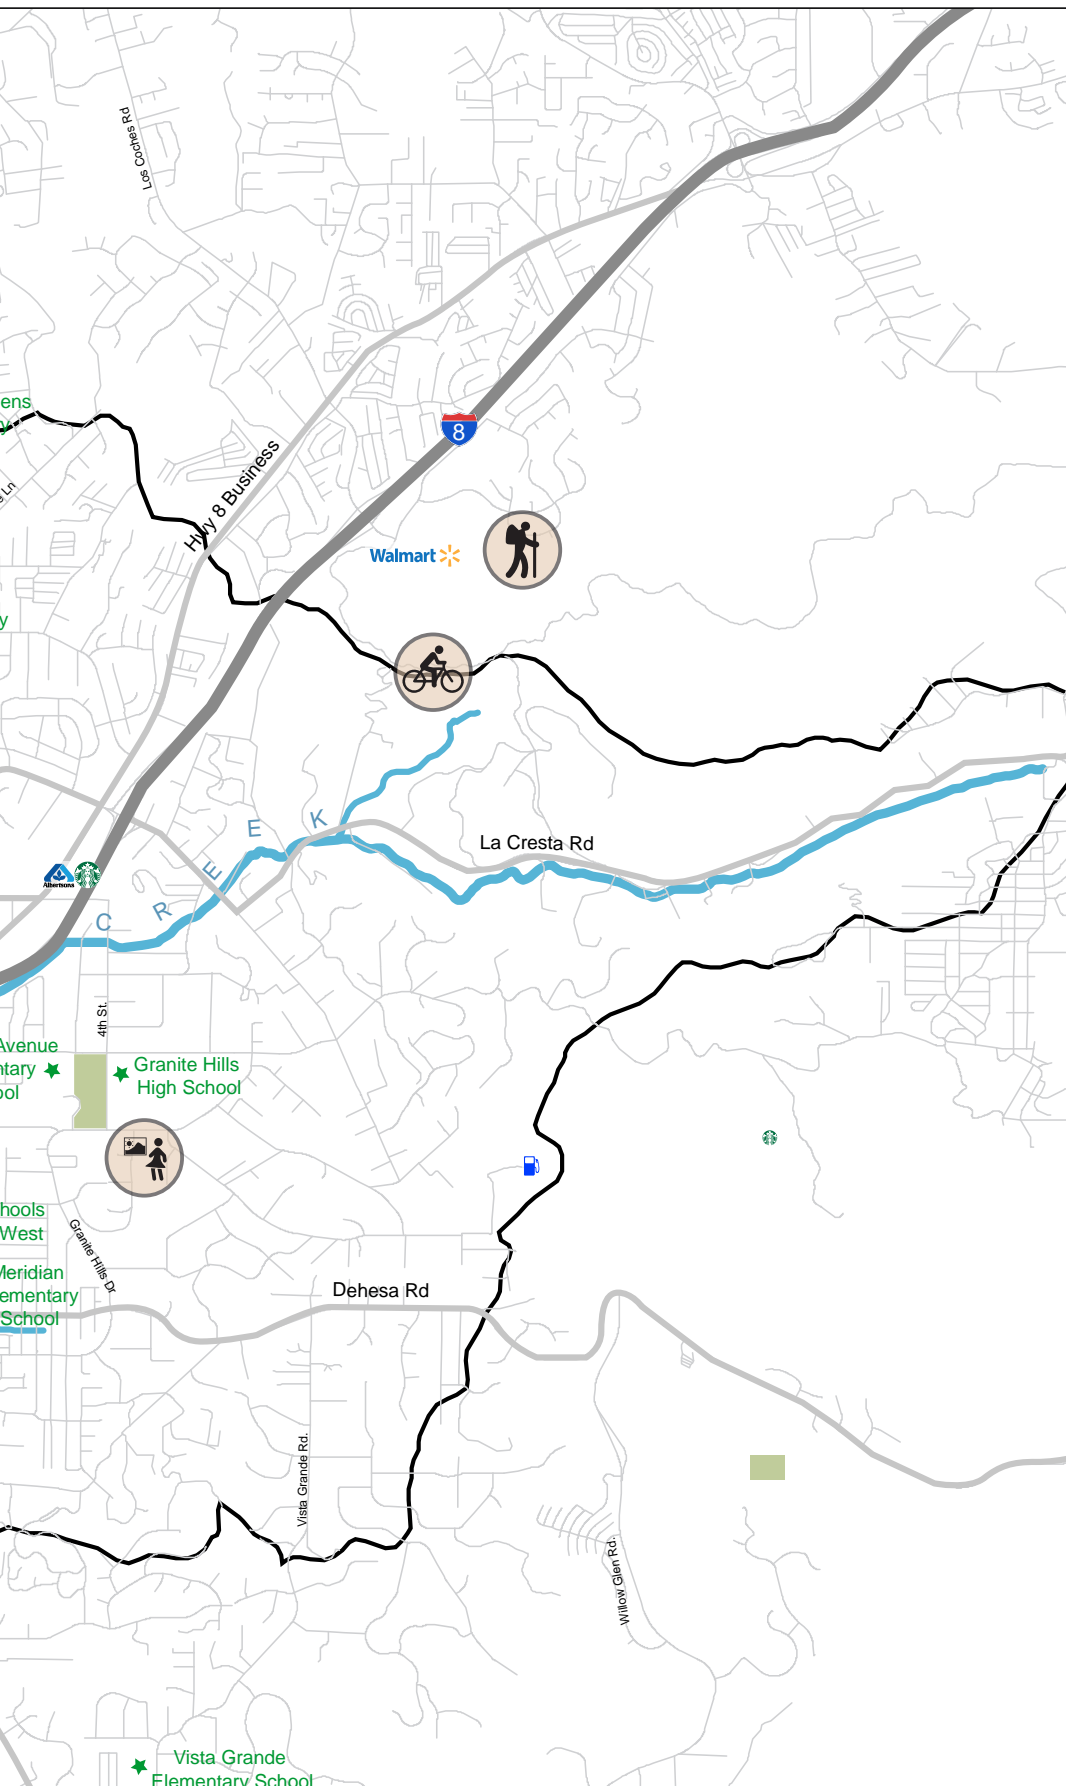 Los Coches Rd
ens
y
e Ln
8
Hwy 8 Business
Walmart
y
La Cresta Rd
C R E E K
Albertsons
4th St.
Avenue
ntary
ool
Granite Hills
High School
hools
West
Granite Hills Dr
Meridian
ementary
School
Dehesa Rd
Vista Grande Rd.
Willow Glen Rd.
Vista Grande
Elementary School